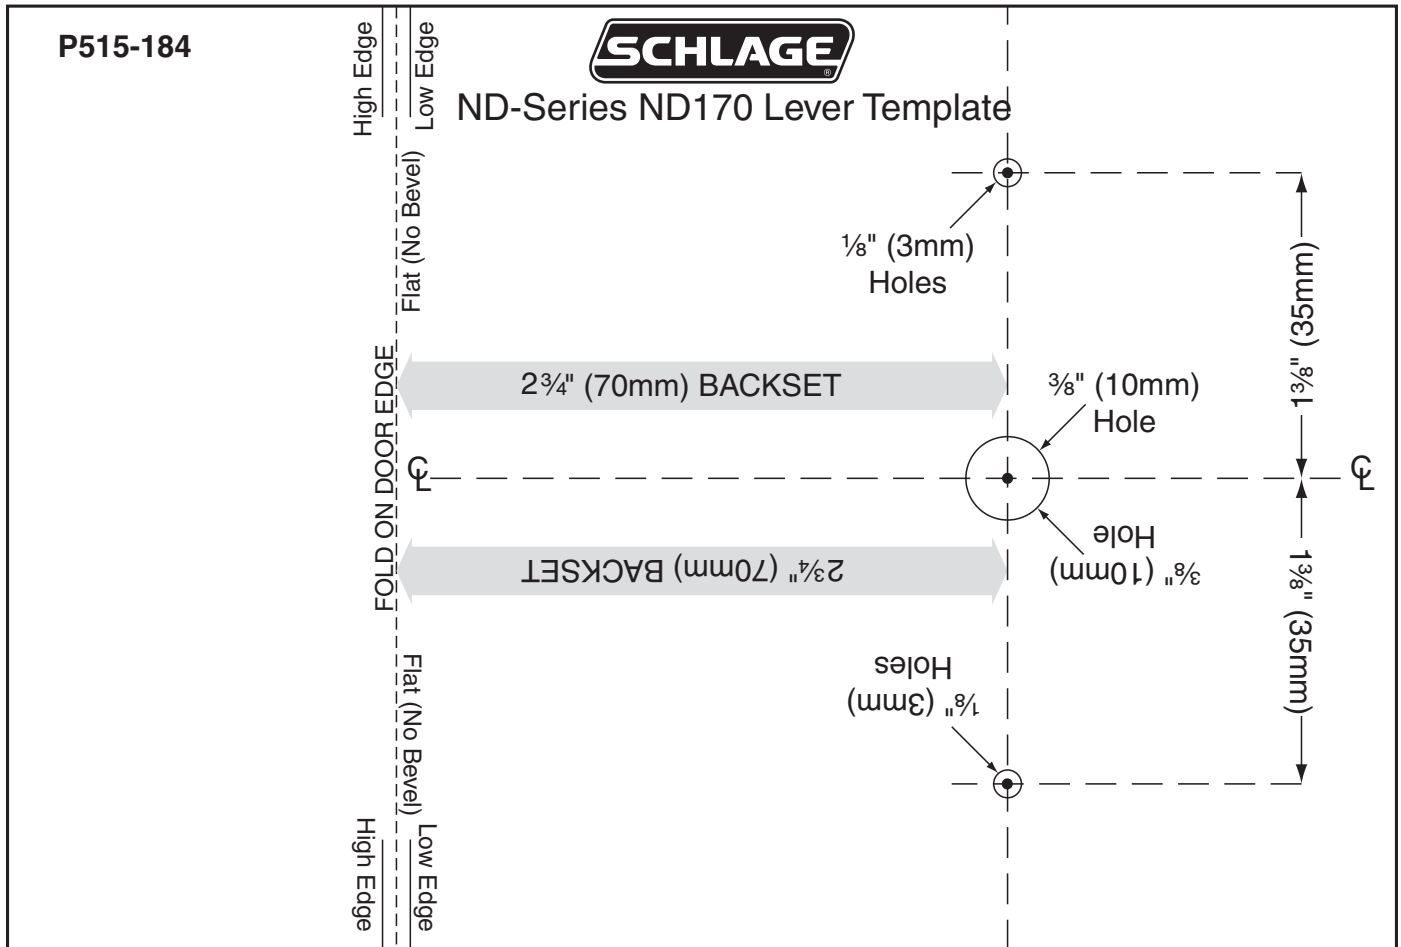 P515-184
High Edge
Low Edge
SCHLAGE
®
ND-Series ND170 Lever Template
Flat (No Bevel)
⅛" (3mm)
Holes
1⅜" (35mm)
FOLD ON DOOR EDGE
2¾" (70mm) BACKSET
⅜" (10mm)
Hole
℄
℄
2¾" (70mm) BACKSET
⅜" (10mm)
Hole
1⅜" (35mm)
Flat (No Bevel)
⅛" (3mm)
Holes
High Edge
Low Edge